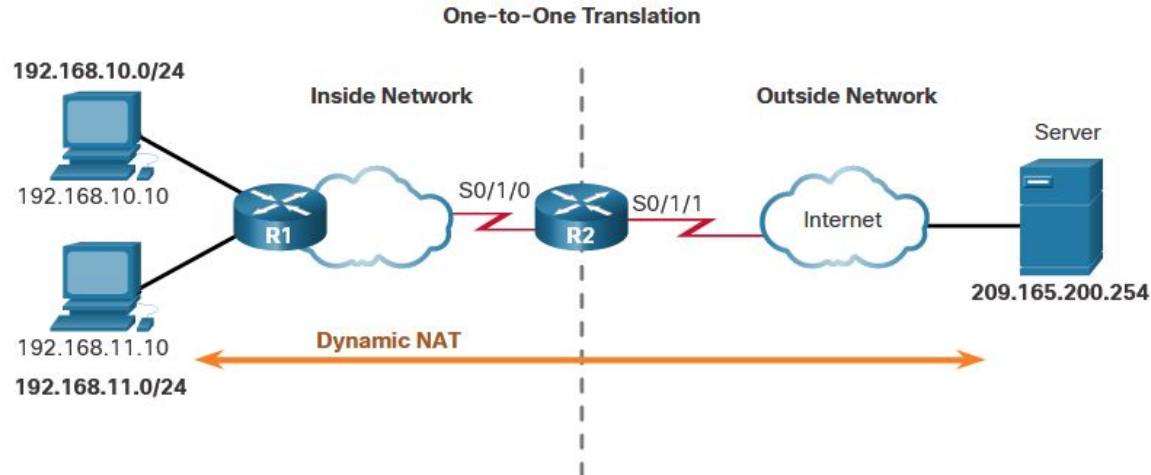 One-to-One Translation
192.168.10.0/24
Inside Network
Outside Network
Server
192.168.10.10
S0/1/0
S0/1/1
R1
R2
Internet
209.165.200.254
192.168.11.10
Dynamic NAT
192.168.11.0/24